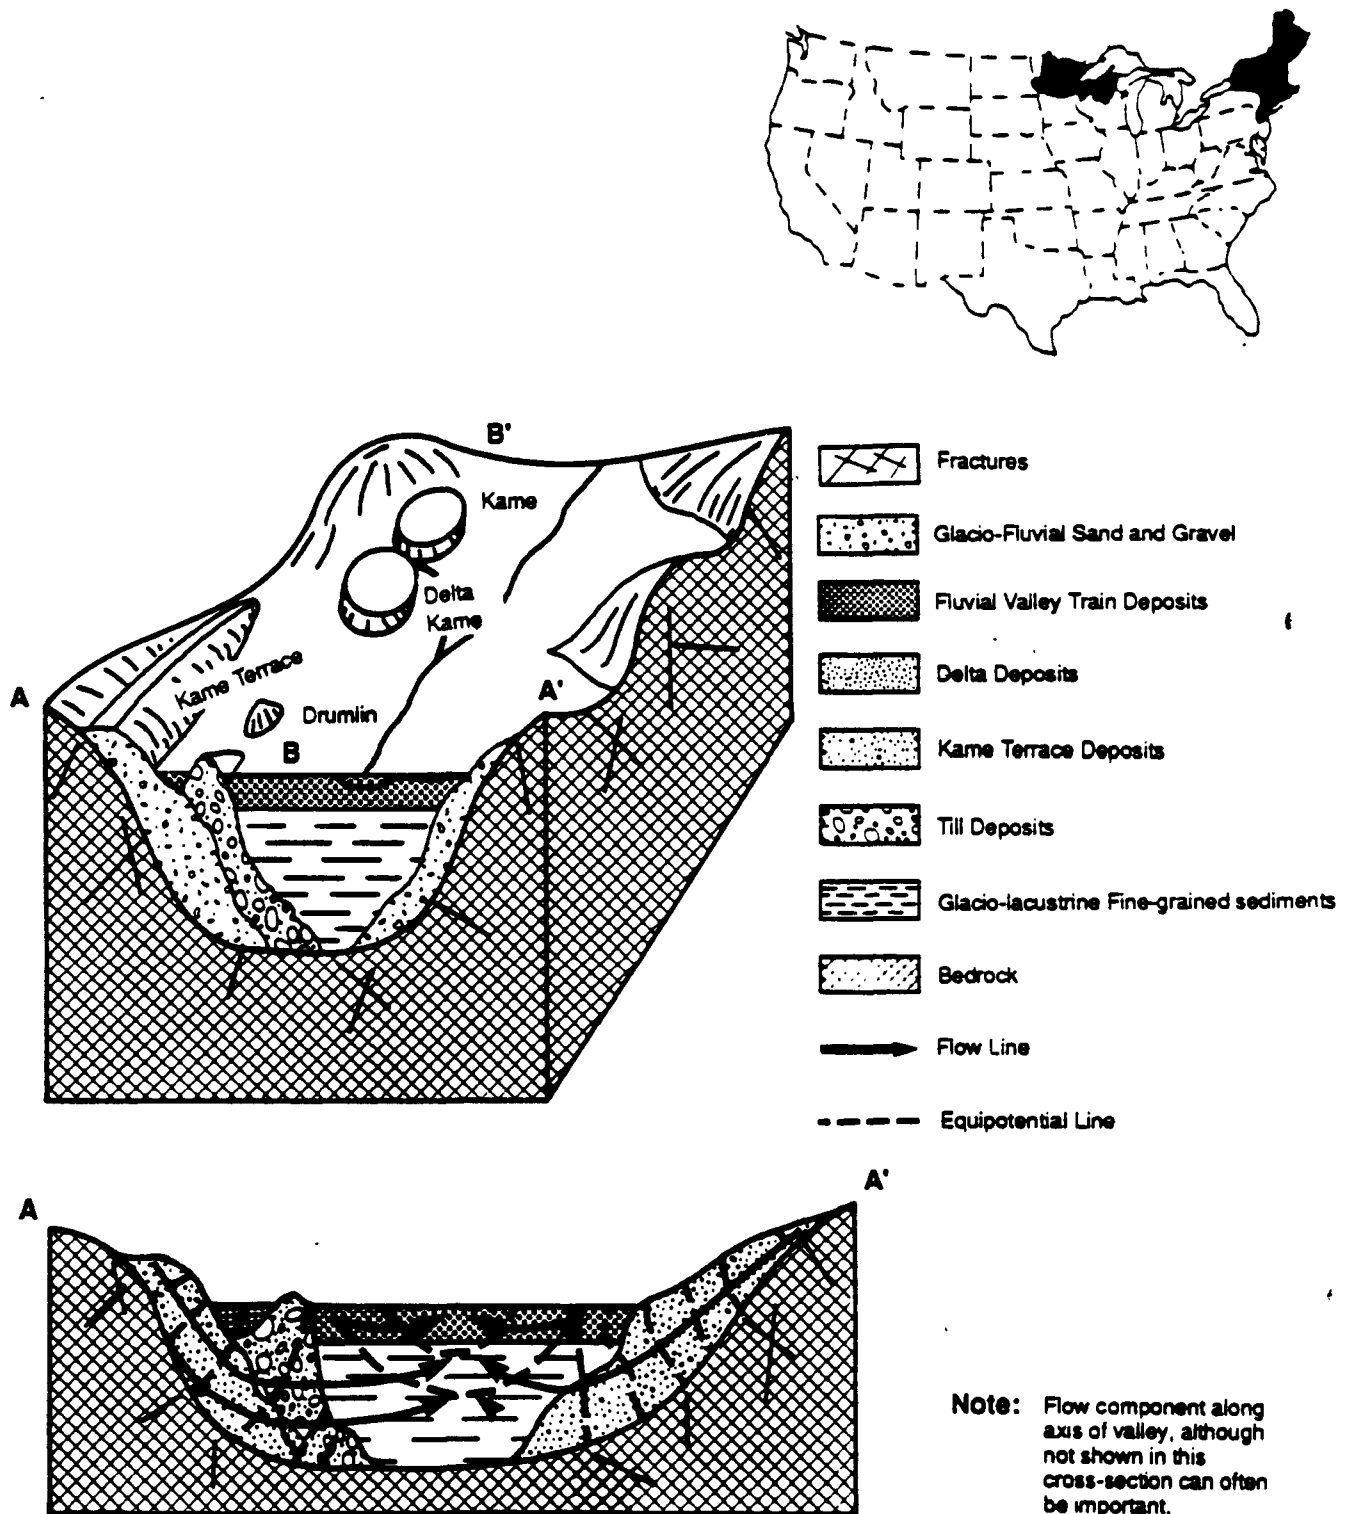 B'
Kame
Delta
Kame
Kame Terrace
A
A'
Drumlin
B
Fractures
Glacio-Fluvial Sand and Gravel
Fluvial Valley Train Deposits
Delta Deposits
Kame Terrace Deposits
Till Deposits
Glacio-lacustrine Fine-grained sediments
Bedrock
Flow Line
Equipotential Line
A
A'
Note: Flow component along
axis of valley, although
not shown in this
cross-section can often
be important.